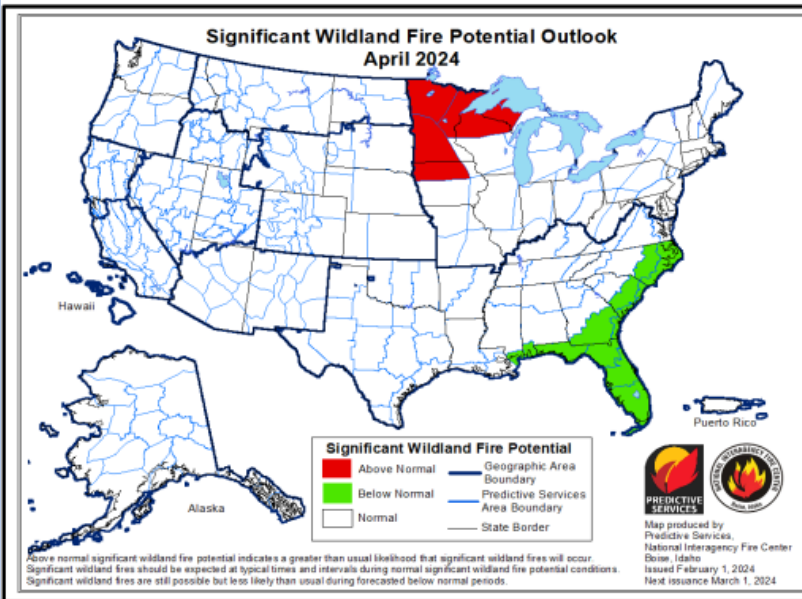 Significant Wildland Fire Potential Outlook
April 2024
Hawaii
Alaska
Puerto Rico
Significant Wildland Fire Potential
Above Normal
Below Normal
Normal
Geographic Area
Boundary
Predictive Services
Area Boundary
State Border
PREDICTIVE
SERVICES
NATIONAL INTERAGENCY FIRE CENTER
Boise, Idaho
Map produced by
Predictive Services,
National Interagency Fire Center
Boise, Idaho
Issued February 1, 2024
Next issuance March 1, 2024
Above normal significant wildland fire potential indicates a greater than usual likelihood that significant wildland fires will occur.
Significant wildland fires should be expected at typical times and intervals during normal significant wildland fire potential conditions.
Significant wildland fires are still possible but less likely than usual during forecasted below normal periods.